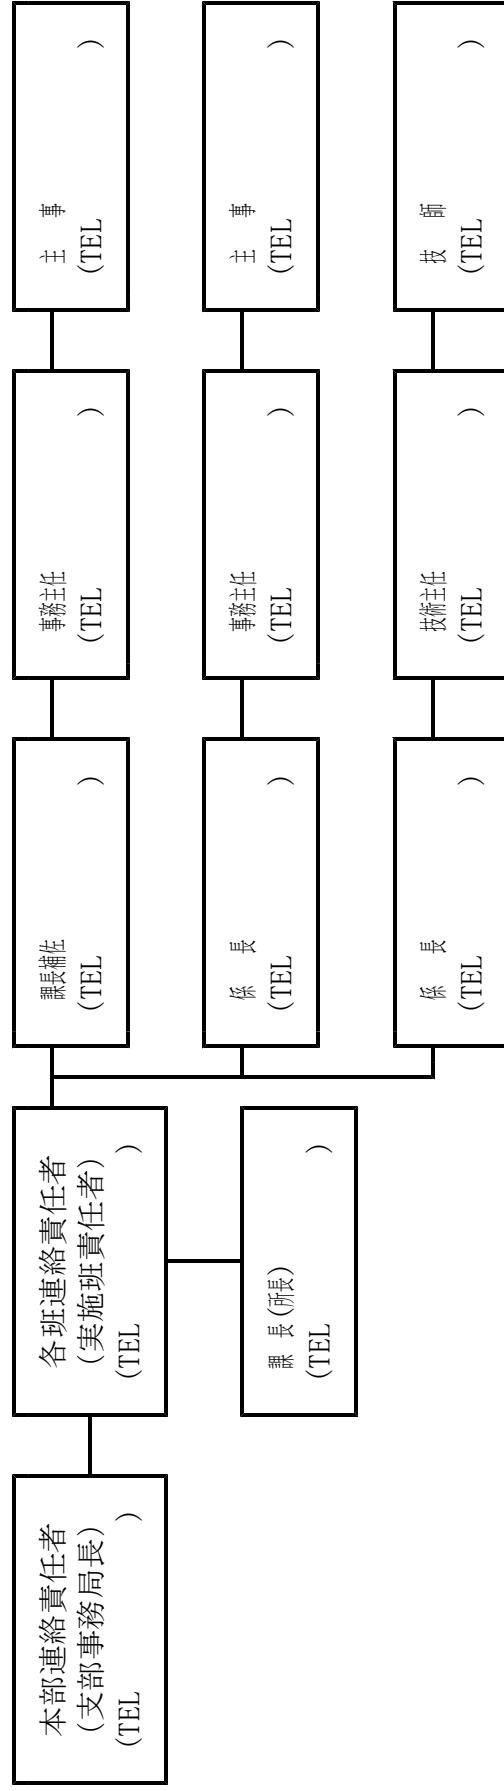 本部連絡責任者
(支部事務局長)
(TEL )
各班連絡責任者
(実施班責任者)
(TEL )
課 長(所長)
(TEL )
課長補佐
(TEL )
事務主任
(TEL )
主 事
(TEL )
係 長
(TEL )
事務主任
(TEL )
主 事
(TEL )
係 長
(TEL )
技術主任
(TEL )
技 師
(TEL )